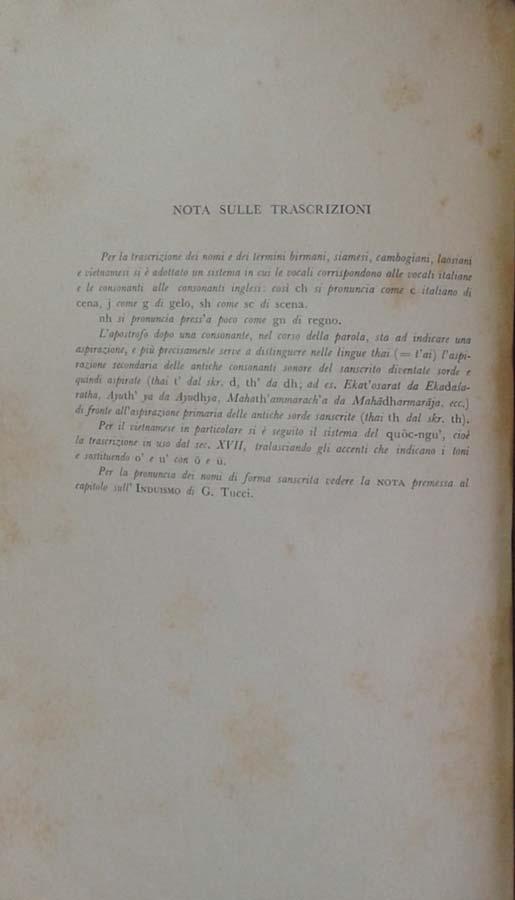 NOTA SULLE TRASCRIZIONI
Per la trascrizione dei nomi e dei termini birmani, siamesi, cambogiani, laosiani
e vietnamesi si è adottato un sistema in cui le vocali corrispondono alle vocali italiane
e le consonanti alle consonanti inglesi: così ch si pronuncia come c italiano di
cena, j come g di gelo, sh come sc di scena.
nh si pronuncia press'a poco come gn di regno.
L'apostrofo dopo una consonante, nel corso della parola, sta ad indicare una
aspirazione, e più precisamente serve a distinguere nelle lingue thai (= t'ai) l'aspi-
razione secondaria delle antiche consonanti sonore del sanscrito diventate sorde e
quindi aspirate (thai t' dal skr. d, th' da dh; ad es. Ekat'osarat da Ekadaśa-
ratha, Ayuth' ya da Ayudhya, Mahath'ammarach'a da Mahādharmarāja, ecc.)
di fronte all'aspirazione primaria delle antiche sorde sanscrite (thai th dal skr. th).
Per il vietnamese in particolare si è seguito il sistema del quôc-ngu', cioè
la trascrizione in uso dal sec. XVII, tralasciando gli accenti che indicano i toni
e sostituendo o' e u' con ö e ü.
Per la pronuncia dei nomi di forma sanscrita vedere la NOTA premessa al
capitolo sull' INDUISMO di G. Tucci.